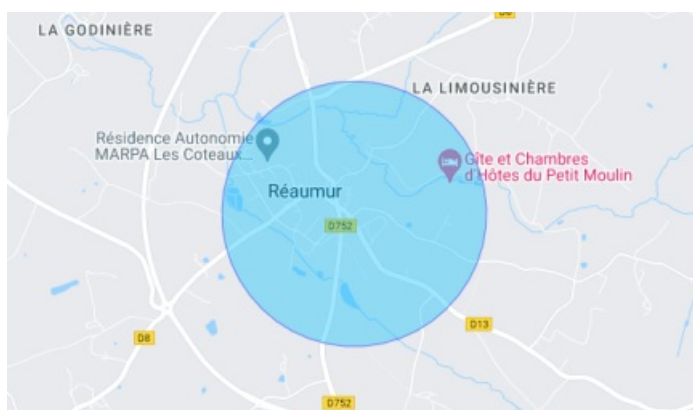 D8
LA GODINIÈRE
LA LIMOUSINIÈRE
Résidence Autonomie
MARPA Les Coteaux...
Gîte et Chambres
d'Hôtes du Petit Moulin
Réaumur
D752
D13
D8
D752